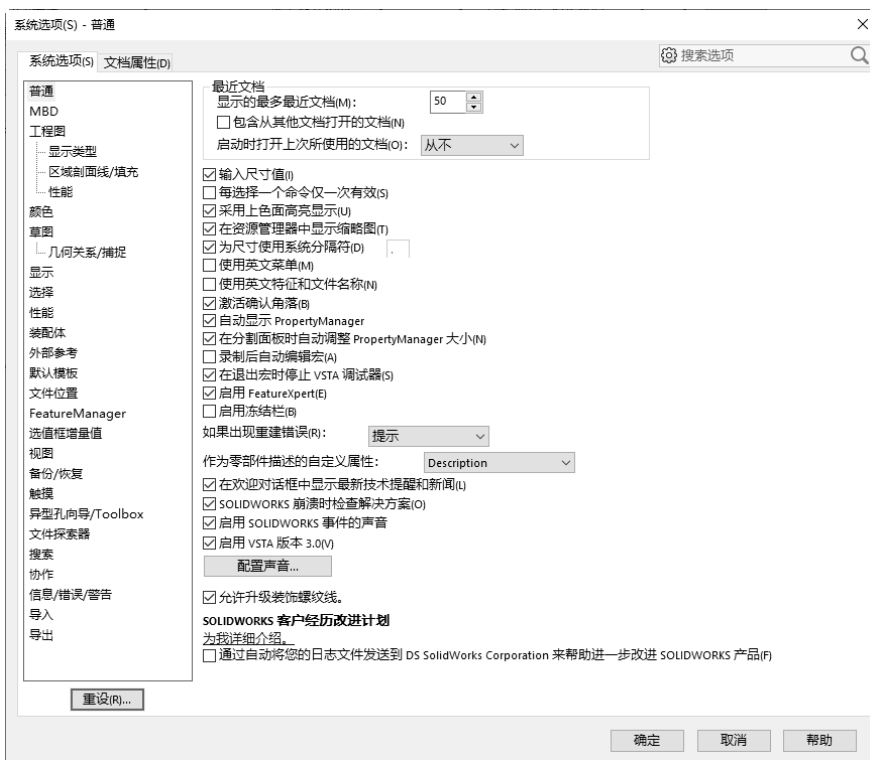 系统选项(S) - 普通
系统选项(S) 文档属性(D)
搜索选项
普通
MBD
工程图
显示类型
区域剖面线/填充
性能
颜色
草图
几何关系/捕捉
显示
选择
性能
装配体
外部参考
默认模板
文件位置
FeatureManager
选值框增量值
视图
备份/恢复
触摸
异型孔向导/Toolbox
文件探索器
搜索
协作
信息/错误/警告
导入
导出
重设(R)...
最近文档
显示的最多最近文档(M): 50
包含从其他文档打开的文档(N)
启动时打开上次所使用的文档(O): 从不
输入尺寸值(I)
每选择一个命令仅一次有效(S)
采用上色面高亮显示(U)
在资源管理器中显示缩略图(T)
为尺寸使用系统分隔符(D) .
使用英文菜单(M)
使用英文特征和文件名称(N)
激活确认角落(B)
自动显示 PropertyManager
在分割面板时自动调整 PropertyManager 大小(N)
录制后自动编辑宏(A)
在退出宏时停止 VSTA 调试器(S)
启用 FeatureXpert(E)
启用冻结栏(B)
如果出现重建错误(R): 提示
作为零部件描述的自定义属性: Description
在欢迎对话框中显示最新技术提醒和新闻(L)
SOLIDWORKS 崩溃时检查解决方案(O)
启用 SOLIDWORKS 事件的声音
启用 VSTA 版本 3.0(V)
配置声音...
允许升级装饰螺纹线。
SOLIDWORKS 客户经历改进计划
为我详细介绍。
通过自动将您的日志文件发送到 DS SolidWorks Corporation 来帮助进一步改进 SOLIDWORKS 产品(F)
确定 取消 帮助